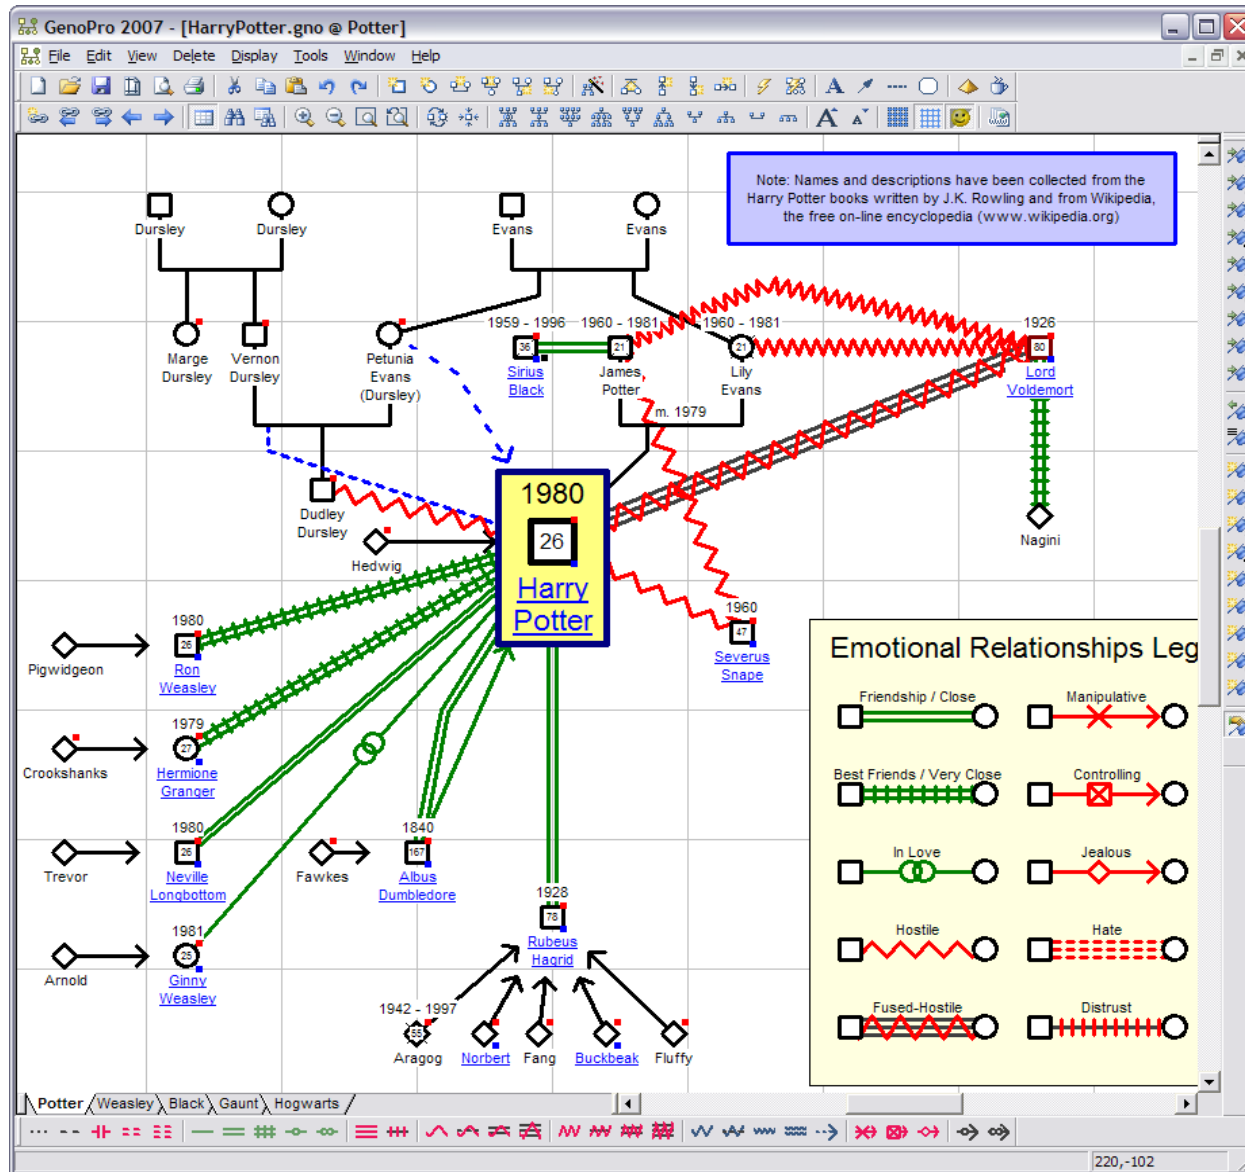 GenoPro 2007 - [HarryPotter.gno @ Potter]
File Edit View Delete Display Tools Window Help
Note: Names and descriptions have been collected from the
Harry Potter books written by J.K. Rowling and from Wikipedia,
the free on-line encyclopedia (www.wikipedia.org)
Dursley
Dursley
Evans
Evans
Marge
Dursley
Vernon
Dursley
Petunia
Evans
(Dursley)
1959 - 1996
36
Sirius
Black
1960 - 1981
21
James
Potter
1960 - 1981
21
Lily
Evans
1926
80
Lord
Voldemort
m. 1979
Dudley
Dursley
Hedwig
1980
26
Harry
Potter
Nagini
1960
47
Severus
Snape
Pigwidgeon
1980
26
Ron
Weasley
Crookshanks
1979
27
Hermione
Granger
Trevor
1980
26
Neville
Longbottom
Fawkes
1840
167
Albus
Dumbledore
Arnold
1981
25
Ginny
Weasley
1928
78
Rubeus
Hagrid
1942 - 1997
55
Aragog
Norbert
Fang
Buckbeak
Fluffy
Emotional Relationships Leg
Friendship / Close
Manipulative
Best Friends / Very Close
Controlling
In Love
Jealous
Hostile
Hate
Fused-Hostile
Distrust
Potter Weasley Black Gaunt Hogwarts
220,-102